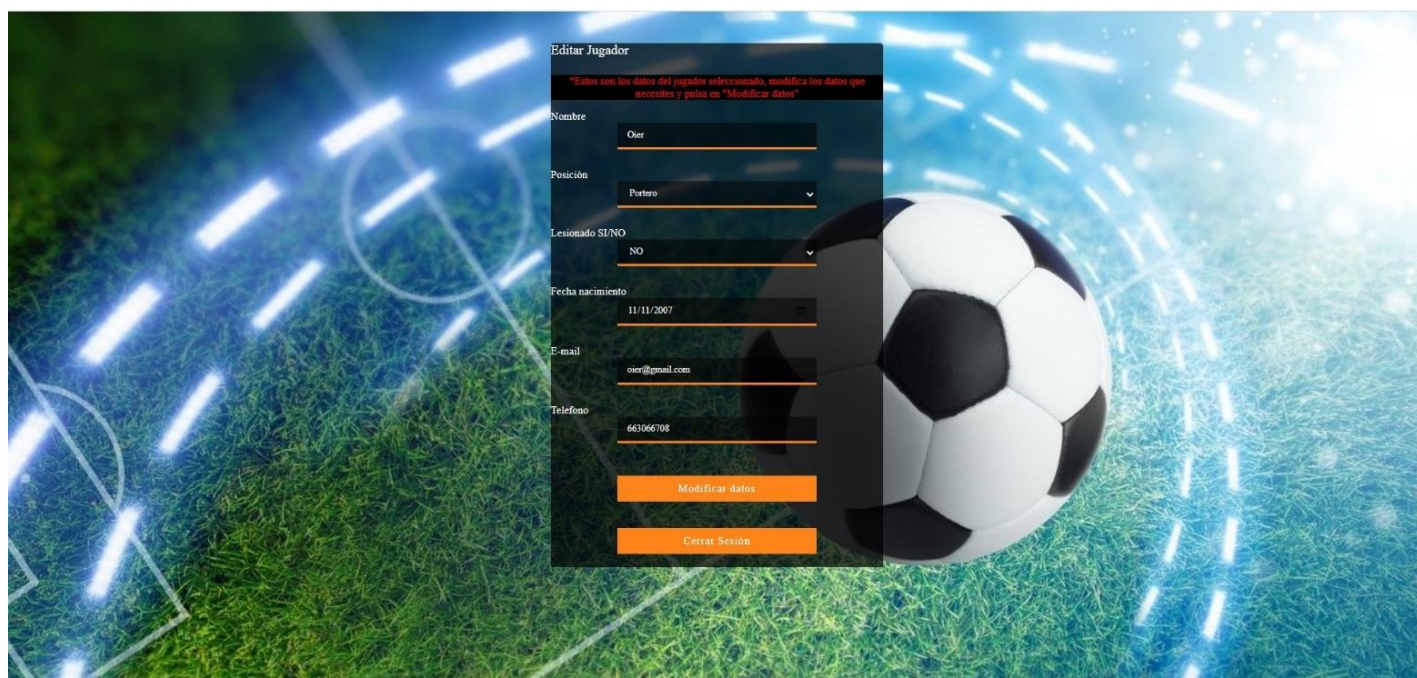 Editar Jugador
*Estos son los datos del jugador seleccionado, modifica los datos que
necesites y pulsa en "Modificar datos"
Nombre
Oier
Posición
Portero
Lesionado SI/NO
NO
Fecha nacimiento
11/11/2007
E-mail
oier@gmail.com
Telefono
663066708
Modificar datos
Cerrar Sesión